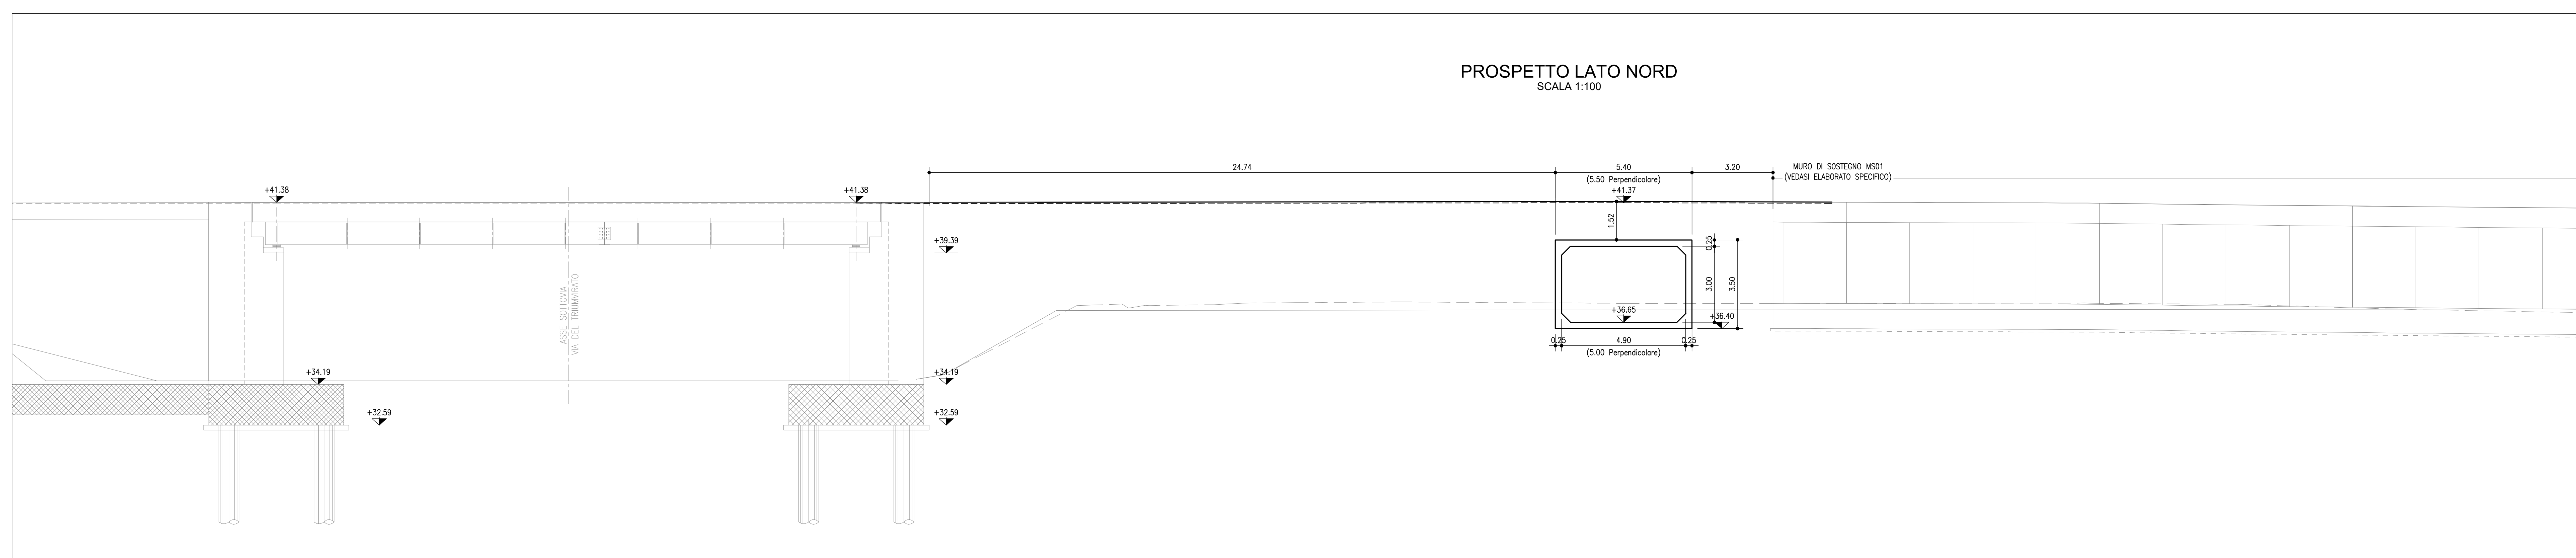 PROSPETTO LATO NORD
SCALA 1:100
24.74
5.40
3.20
(5.50 Perpendicolare)
MURO DI SOSTEGNO MS01
(VEDASI ELABORATO SPECIFICO)
+41.38
+41.38
+41.37
1.52
+39.39
0.25
3.00
3.50
ASSE SOTTOVIA
VIA DEL TRIUMVIRATO
+36.65
+36.40
0.25
4.90
0.25
(5.00 Perpendicolare)
+34.19
+34.19
+32.59
+32.59